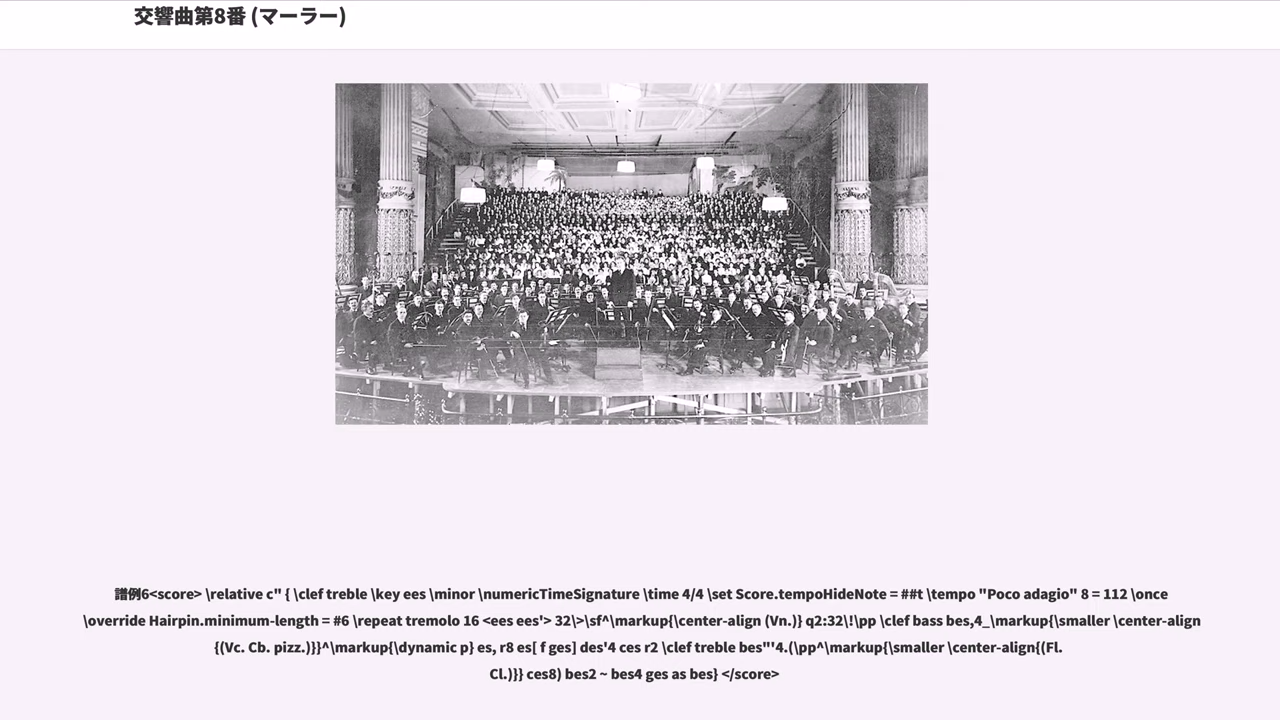 交響曲第8番 (マーラー)
譜例6<score> \relative c" { \clef treble \key ees \minor \numericTimeSignature \time 4/4 \set Score.tempoHideNote = ##t \tempo "Poco adagio" 8 = 112 \once
\override Hairpin.minimum-length = #6 \repeat tremolo 16 <ees ees'> 32\>\sf^\markup{\center-align (Vn.)} q2:32\!\pp \clef bass bes,4_\markup{\smaller \center-align
{(Vc. Cb. pizz.)}}^\markup{\dynamic p} es, r8 es[ f ges] des'4 ces r2 \clef treble bes"'4.(\pp^\markup{\smaller \center-align{(Fl.
Cl.)}} ces8) bes2 ~ bes4 ges as bes} </score>